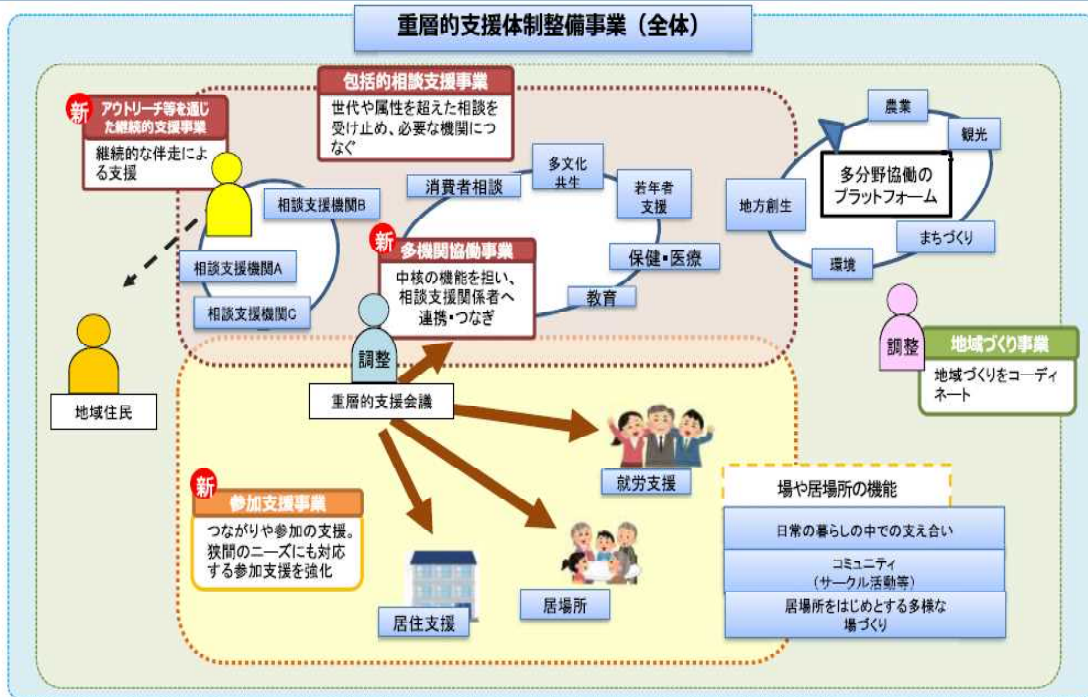 重層的支援体制整備事業（全体）
包括的相談支援事業
世代や属性を超えた相談を
受け止め、必要な機関につ
なぐ
新
アウトリーチ等を通じ
た継続的支援事業
継続的な伴走によ
る支援
相談支援機関B
相談支援機関A
相談支援機関C
消費者相談
多文化
共生
若年者
支援
保健・医療
教育
新
多機関協働事業
中核の機能を担い、
相談支援関係者へ
連携・つなぎ
農業
観光
多分野協働の
プラットフォーム
地方創生
まちづくり
環境
調整
地域づくり事業
地域づくりをコーディ
ネート
地域住民
調整
重層的支援会議
就労支援
新
参加支援事業
つながりや参加の支援。
狭間のニーズにも対応
する参加支援を強化
居住支援
居場所
場や居場所の機能
日常の暮らしの中での支え合い
コミュニティ
（サークル活動等）
居場所をはじめとする多様な
場づくり